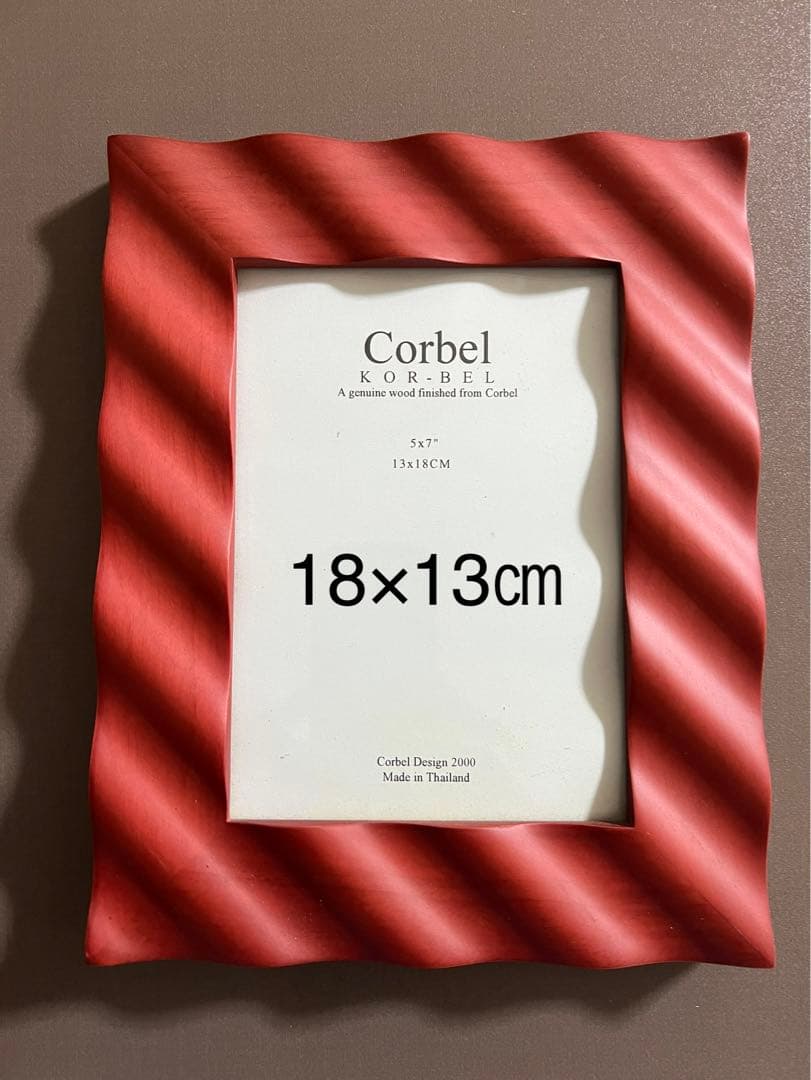 Corbel
KOR-BEL
A genuine wood finished from Corbel
5x7"
13x18CM
18×13㎝
Corbel Design 2000
Made in Thailand